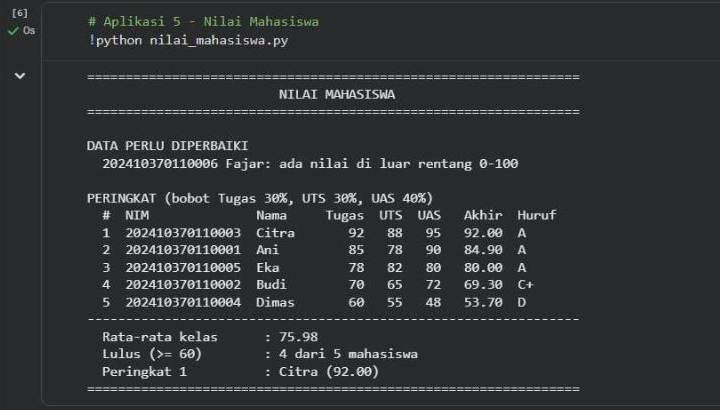 [6]
0s
# Aplikasi 5 - Nilai Mahasiswa
!python nilai_mahasiswa.py
================================================================
NILAI MAHASISWA
================================================================
DATA PERLU DIPERBAIKI
202410370110006 Fajar: ada nilai di luar rentang 0-100
PERINGKAT (bobot Tugas 30%, UTS 30%, UAS 40%)
# NIM Nama Tugas UTS UAS Akhir Huruf
1 202410370110003 Citra 92 88 95 92.00 A
2 202410370110001 Ani 85 78 90 84.90 A
3 202410370110005 Eka 78 82 80 80.00 A
4 202410370110002 Budi 70 65 72 69.30 C+
5 202410370110004 Dimas 60 55 48 53.70 D
----------------------------------------------------------------
Rata-rata kelas : 75.98
Lulus (>= 60) : 4 dari 5 mahasiswa
Peringkat 1 : Citra (92.00)
================================================================